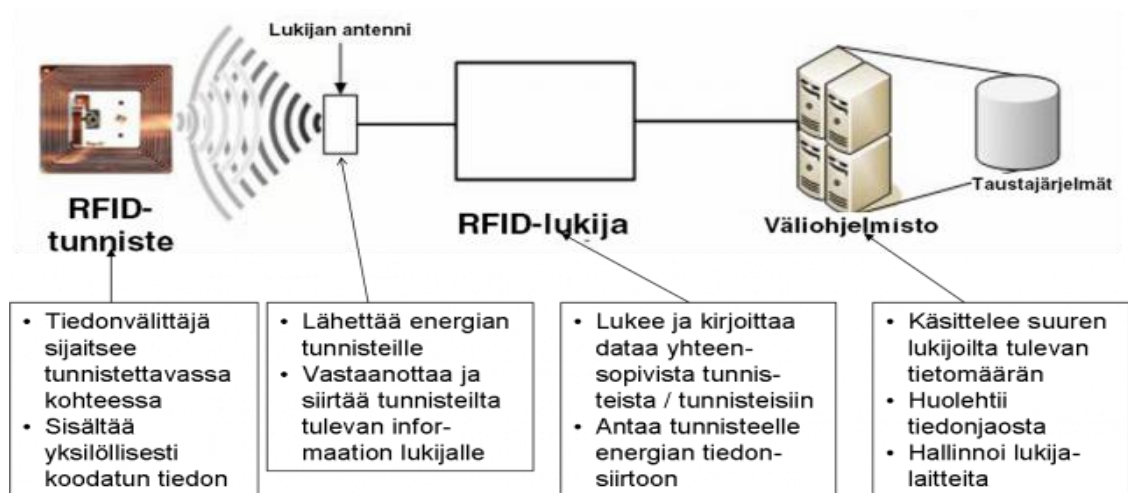 Lukijan antenni
RFID-
tunniste
RFID-lukija
Väliohjelmisto
Taustajärjelmät
• Tiedonvälittäjä
sijaitsee
tunnistettavassa
kohteessa
• Sisältää
yksilöllisesti
koodatun tiedon
• Lähettää energian
tunnisteille
• Vastaanottaa ja
siirtää tunnisteilta
tulevan infor-
maation lukijalle
• Lukee ja kirjoittaa
dataa yhteen-
sopivista tunnis-
teista / tunnisteisiin
• Antaa tunnisteelle
energian tiedon-
siirtoon
• Käsittelee suuren
lukijoilta tulevan
tietomäärän
• Huolehtii
tiedonjaosta
• Hallinnoi lukija-
laitteita